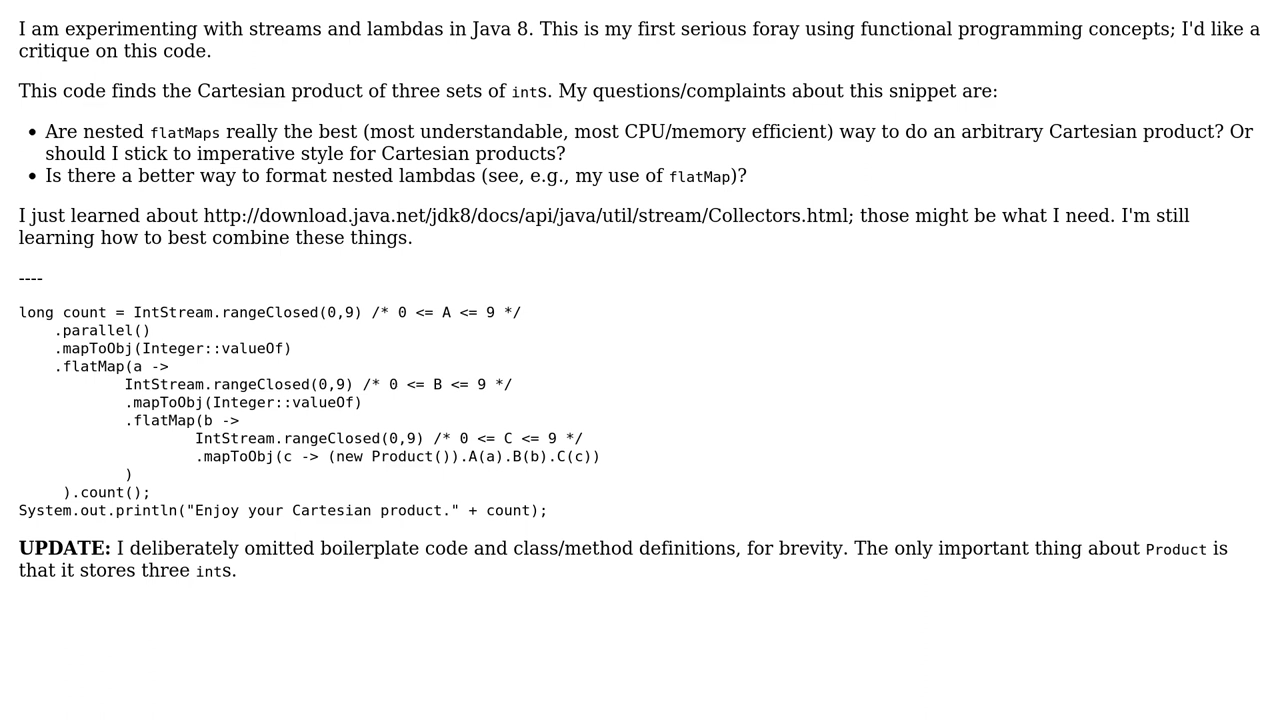 I am experimenting with streams and lambdas in Java 8. This is my first serious foray using functional programming concepts; I'd like a
critique on this code.
This code finds the Cartesian product of three sets of ints. My questions/complaints about this snippet are:
• Are nested flatMaps really the best (most understandable, most CPU/memory efficient) way to do an arbitrary Cartesian product? Or
should I stick to imperative style for Cartesian products?
• Is there a better way to format nested lambdas (see, e.g., my use of flatMap)?
I just learned about http://download.java.net/jdk8/docs/api/java/util/stream/Collectors.html; those might be what I need. I'm still
learning how to best combine these things.
----
long count = IntStream.rangeClosed(0,9) /* 0 <= A <= 9 */
    .parallel()
    .mapToObj(Integer::valueOf)
    .flatMap(a ->
            IntStream.rangeClosed(0,9) /* 0 <= B <= 9 */
            .mapToObj(Integer::valueOf)
            .flatMap(b ->
                    IntStream.rangeClosed(0,9) /* 0 <= C <= 9 */
                    .mapToObj(c -> (new Product()).A(a).B(b).C(c))
            )
     ).count();
System.out.println("Enjoy your Cartesian product." + count);
UPDATE: I deliberately omitted boilerplate code and class/method definitions, for brevity. The only important thing about Product is
that it stores three ints.